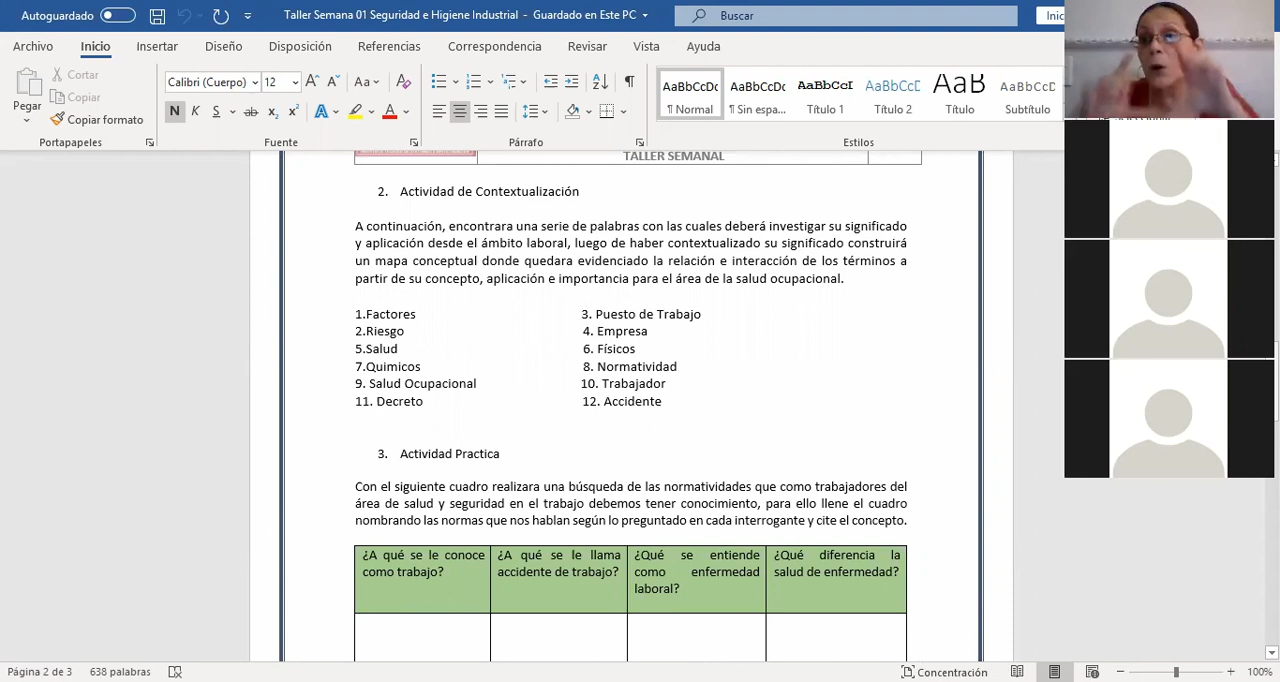 Autoguardado
Taller Semana 01 Seguridad e Higiene Industrial - Guardado en Este PC
Buscar
Inic
Archivo Inicio Insertar Diseño Disposición Referencias Correspondencia Revisar Vista Ayuda
Pegar
Cortar
Copiar
Copiar formato
Portapapeles
Calibri (Cuerpo) 12
Aa
N K S ab x₂ x² A A
Fuente
Párrafo
AaBbCcDc AaBbCcDc AaBbCcI AaBbCcD AaB AaBbCcD
¶ Normal ¶ Sin espa... Título 1 Título 2 Título Subtítulo
Estilos
TALLER SEMANAL
2. Actividad de Contextualización
A continuación, encontrara una serie de palabras con las cuales deberá investigar su significado
y aplicación desde el ámbito laboral, luego de haber contextualizado su significado construirá
un mapa conceptual donde quedara evidenciado la relación e interacción de los términos a
partir de su concepto, aplicación e importancia para el área de la salud ocupacional.
1.Factores 3. Puesto de Trabajo
2.Riesgo 4. Empresa
5.Salud 6. Físicos
7.Quimicos 8. Normatividad
9. Salud Ocupacional 10. Trabajador
11. Decreto 12. Accidente
3. Actividad Practica
Con el siguiente cuadro realizara una búsqueda de las normatividades que como trabajadores del
área de salud y seguridad en el trabajo debemos tener conocimiento, para ello llene el cuadro
nombrando las normas que nos hablan según lo preguntado en cada interrogante y cite el concepto.
¿A qué se le conoce como trabajo?
¿A qué se le llama accidente de trabajo?
¿Qué se entiende como enfermedad laboral?
¿Qué diferencia la salud de enfermedad?
Página 2 de 3 638 palabras
Concentración
100%